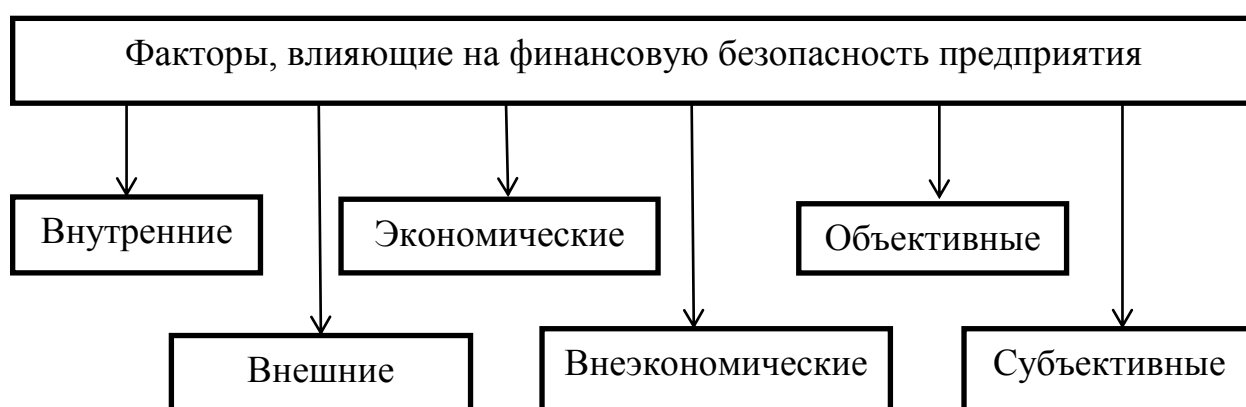 Факторы, влияющие на финансовую безопасность предприятия
Внутренние
Экономические
Объективные
Внешние
Внеэкономические
Субъективные